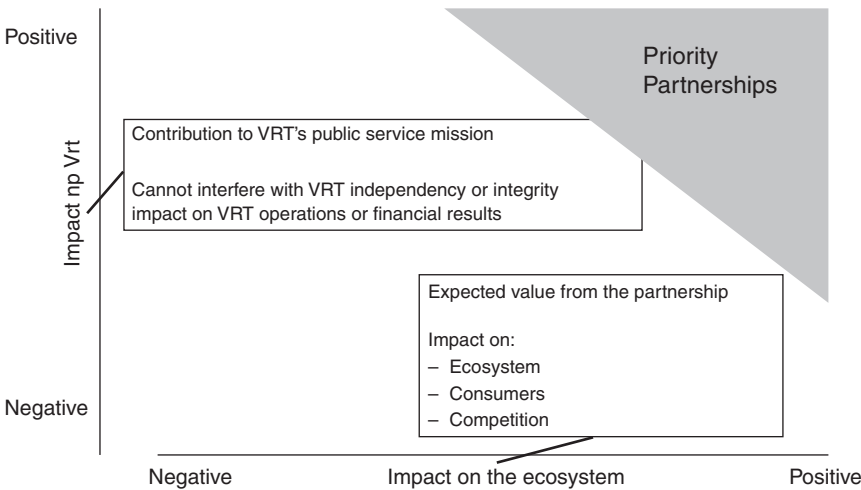 Positive
Priority
Partnerships
Contribution to VRT's public service mission
Cannot interfere with VRT independency or integrity
impact on VRT operations or financial results
Impact np Vrt
Expected value from the partnership
Impact on:
– Ecosystem
– Consumers
– Competition
Negative
Negative
Impact on the ecosystem
Positive